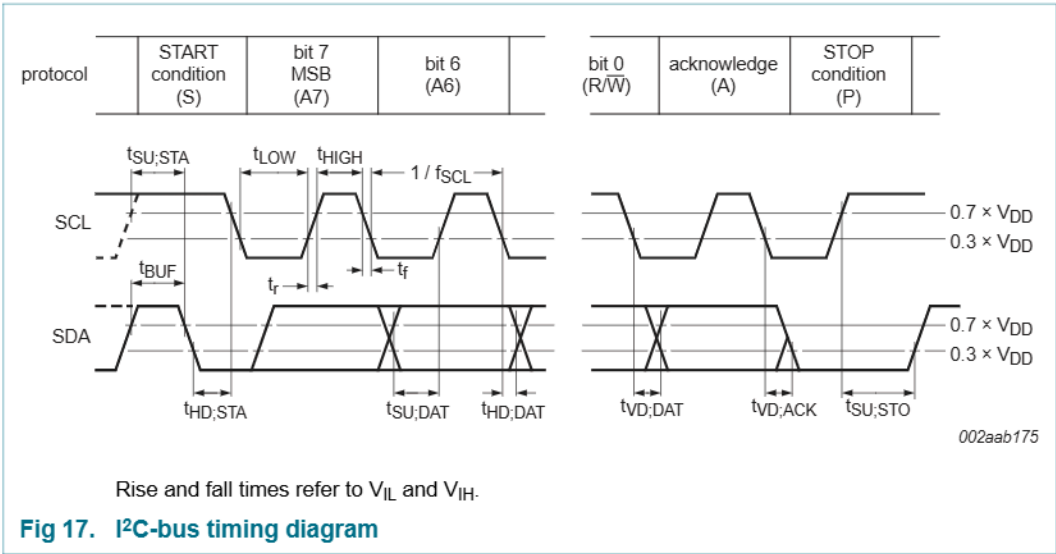 protocol
START
condition
(S)
bit 7
MSB
(A7)
bit 6
(A6)
bit 0
(R/W̅)
acknowledge
(A)
STOP
condition
(P)
tSU;STA
tLOW
tHIGH
1 / fSCL
SCL
0.7 × VDD
0.3 × VDD
tBUF
tr
tf
SDA
0.7 × VDD
0.3 × VDD
tHD;STA
tSU;DAT
tHD;DAT
tVD;DAT
tVD;ACK
tSU;STO
002aab175
Rise and fall times refer to VIL and VIH.
Fig 17. I²C-bus timing diagram